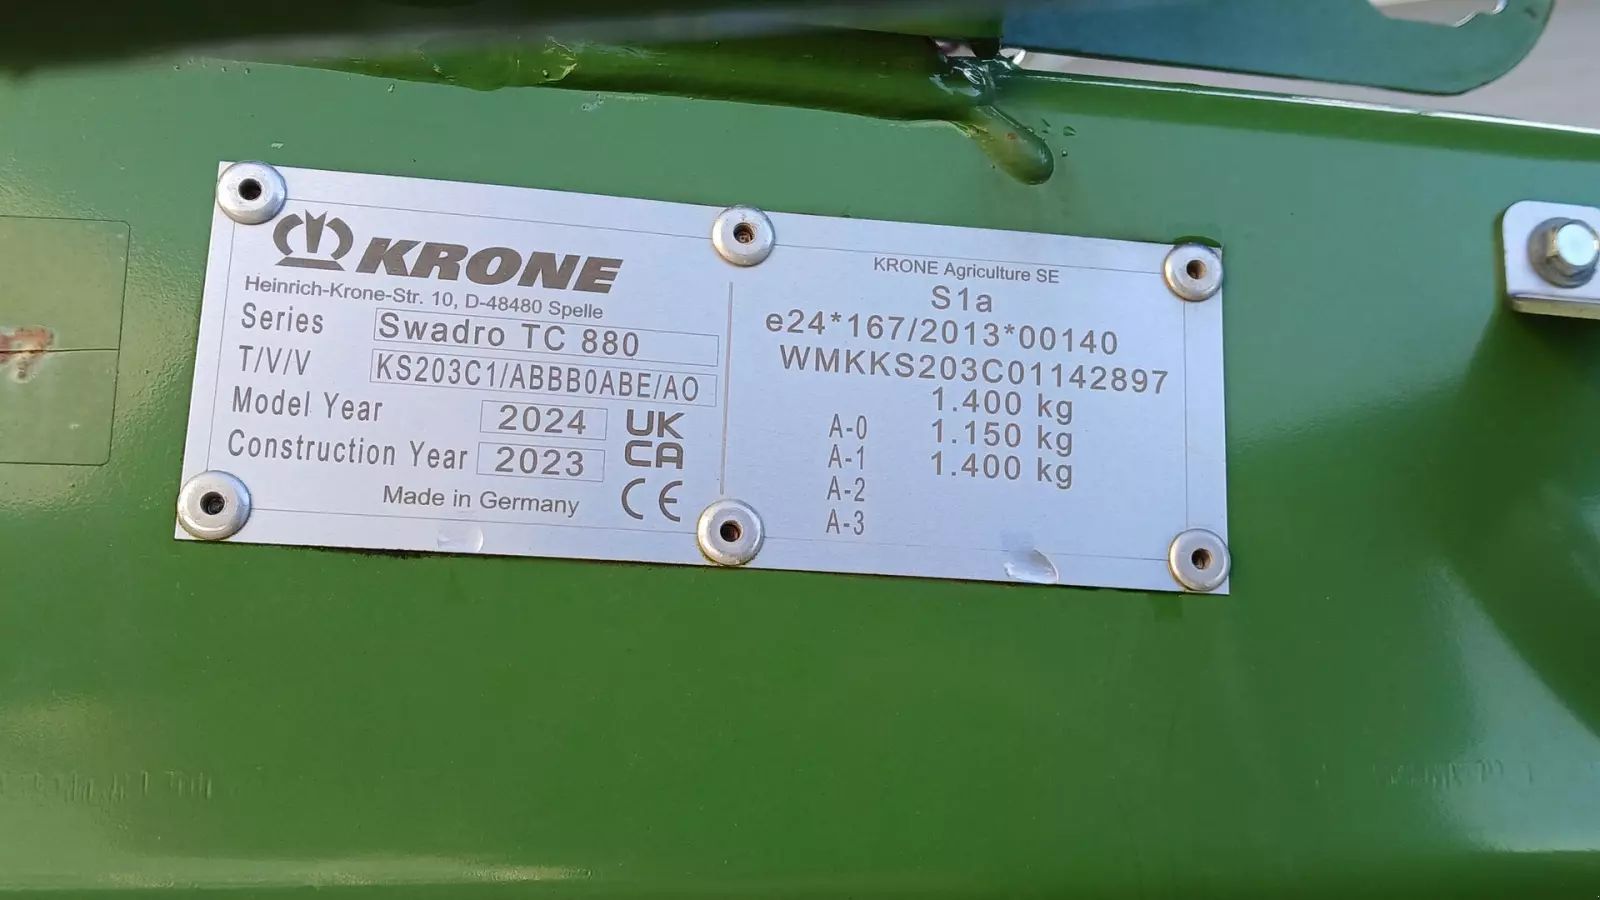 KRONE
Heinrich-Krone-Str. 10, D-48480 Spelle
Series Swadro TC 880
T/V/V KS203C1/ABBB0ABE/AO
Model Year 2024
Construction Year 2023
UK
CA
Made in Germany CE
KRONE Agriculture SE
S1a
e24*167/2013*00140
WMKKS203C01142897
1.400 kg
A-0 1.150 kg
A-1 1.400 kg
A-2
A-3